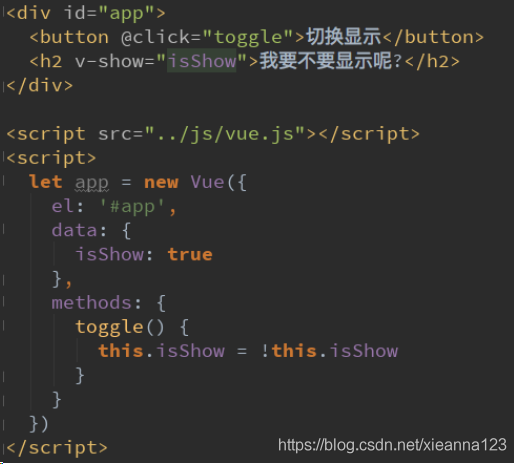 <div id="app">
  <button @click="toggle">切换显示</button>
  <h2 v-show="isShow">我要不要显示呢?</h2>
</div>

<script src="../js/vue.js"></script>
<script>
  let app = new Vue({
    el: '#app',
    data: {
      isShow: true
    },
    methods: {
      toggle() {
        this.isShow = !this.isShow
      }
    }
  })
</script>
https://blog.csdn.net/xieanna123